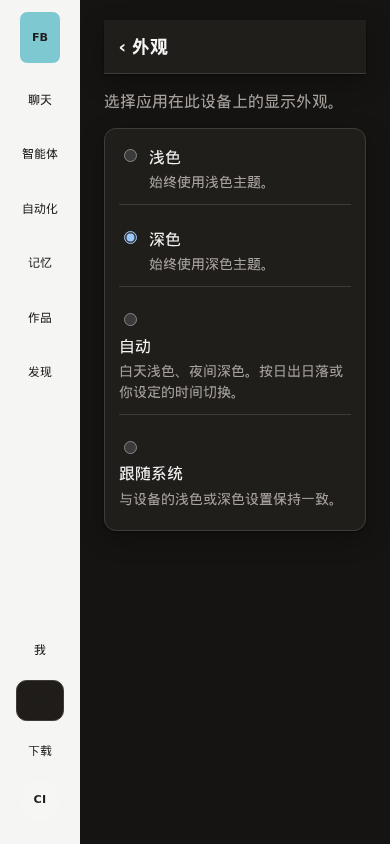 FB
聊天
智能体
自动化
记忆
作品
发现
我
下载
CI
‹ 外观
选择应用在此设备上的显示外观。
浅色
始终使用浅色主题。
深色
始终使用深色主题。
自动
白天浅色、夜间深色。按日出日落或
你设定的时间切换。
跟随系统
与设备的浅色或深色设置保持一致。